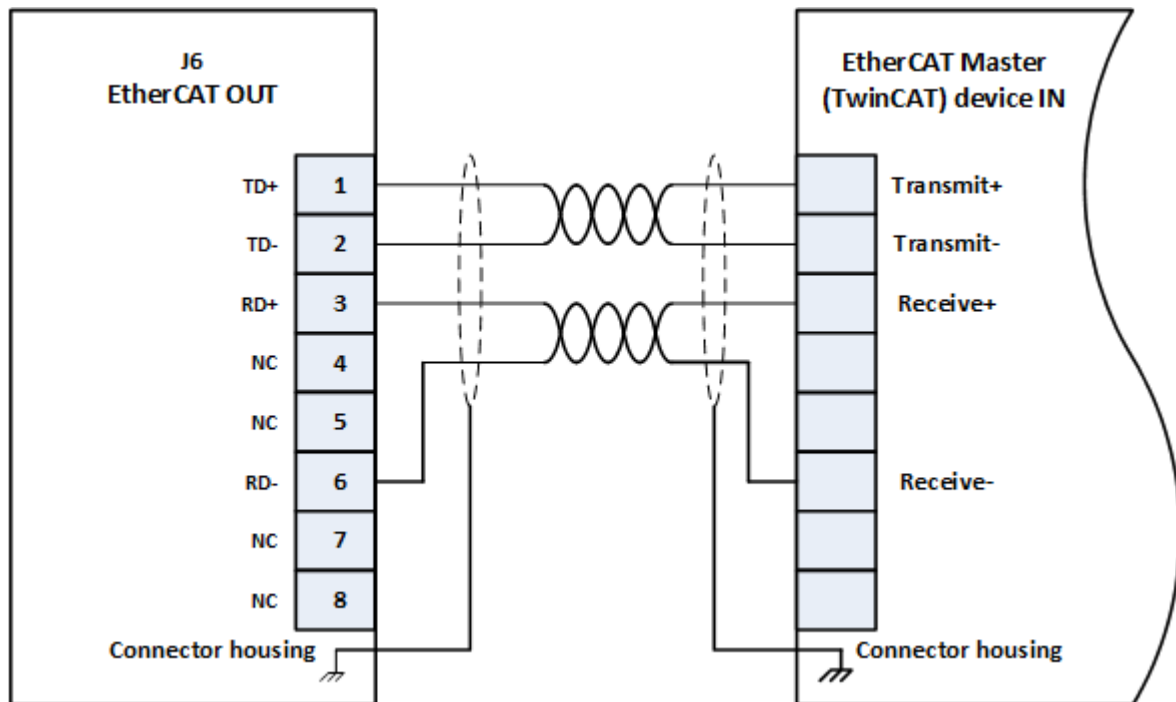 J6
EtherCAT OUT
EtherCAT Master
(TwinCAT) device IN
TD+ 1 Transmit+
TD- 2 Transmit-
RD+ 3 Receive+
NC 4
NC 5
RD- 6 Receive-
NC 7
NC 8
Connector housing Connector housing